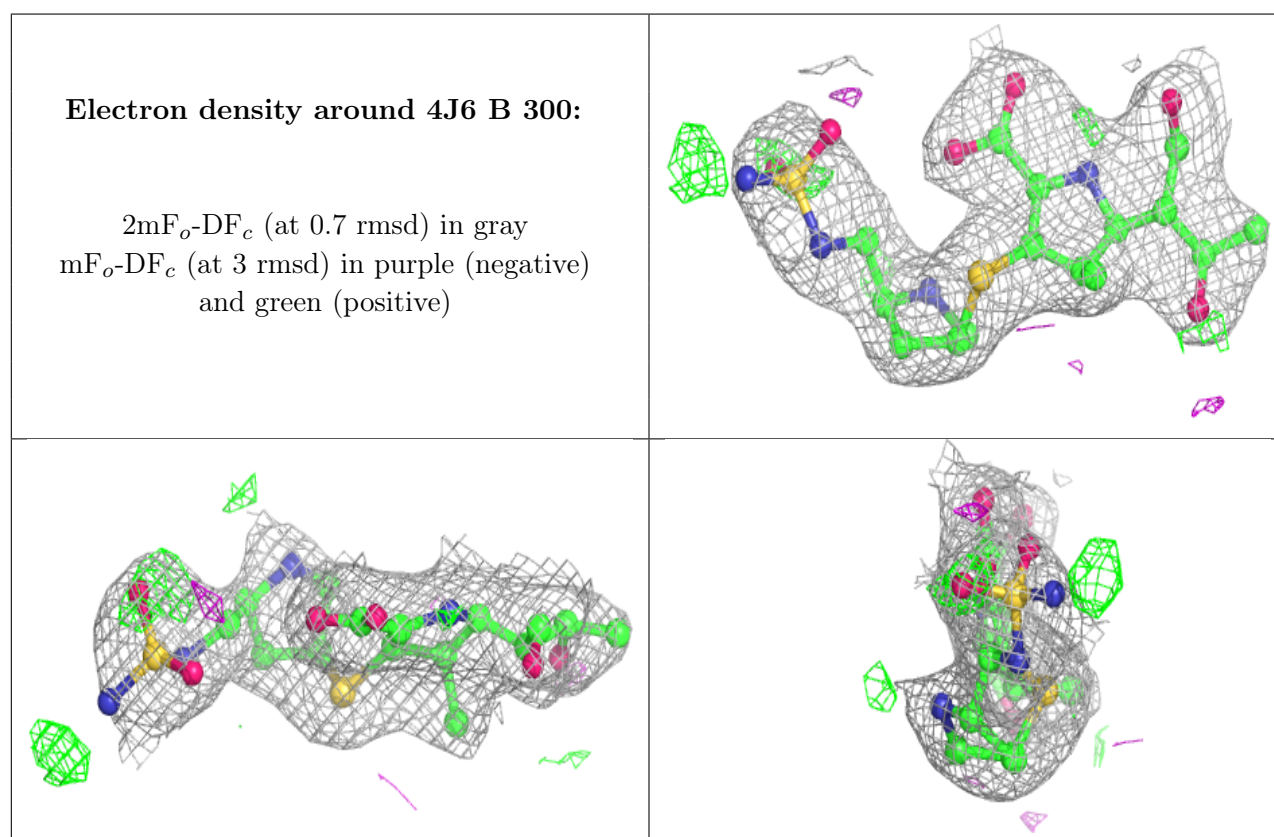 Electron density around 4J6 B 300:
2mFₒ-DF𝒸 (at 0.7 rmsd) in gray
mFₒ-DF𝒸 (at 3 rmsd) in purple (negative)
and green (positive)